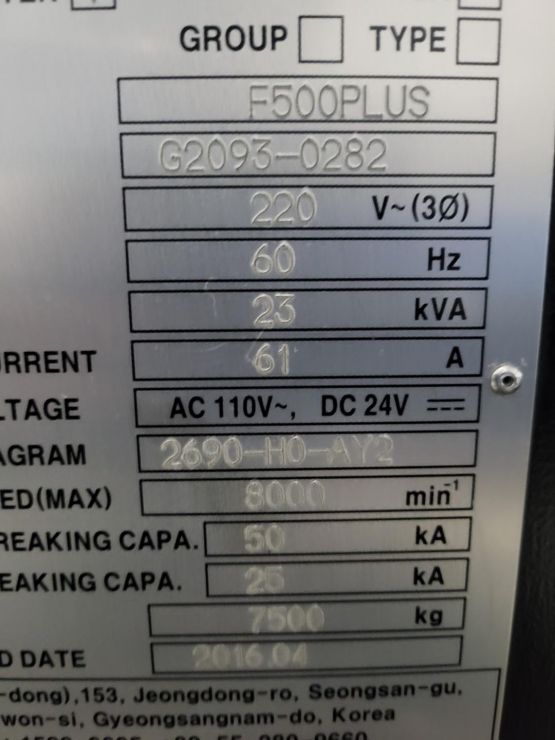 GROUP TYPE
F500PLUS
G2093-0282
220 V~(3Ø)
60 Hz
23 kVA
URRENT 61 A
LTAGE AC 110V~, DC 24V
AGRAM 2690-H0-AY2
ED(MAX) 8000 min⁻¹
REAKING CAPA. 50 kA
EAKING CAPA. 25 kA
7500 kg
D DATE 2016.04
-dong),153, Jeongdong-ro, Seongsan-gu,
won-si, Gyeongsangnam-do, Korea